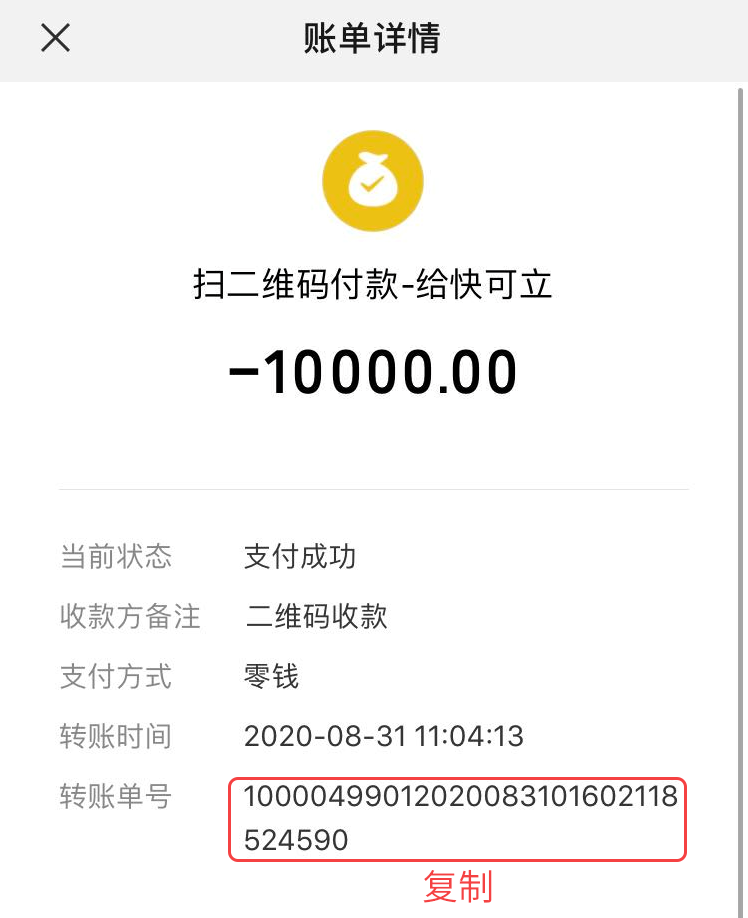 账单详情
扫二维码付款-给快可立
-10000.00
当前状态 支付成功
收款方备注 二维码收款
支付方式 零钱
转账时间 2020-08-31 11:04:13
转账单号 10000499012020083101602118
524590
复制